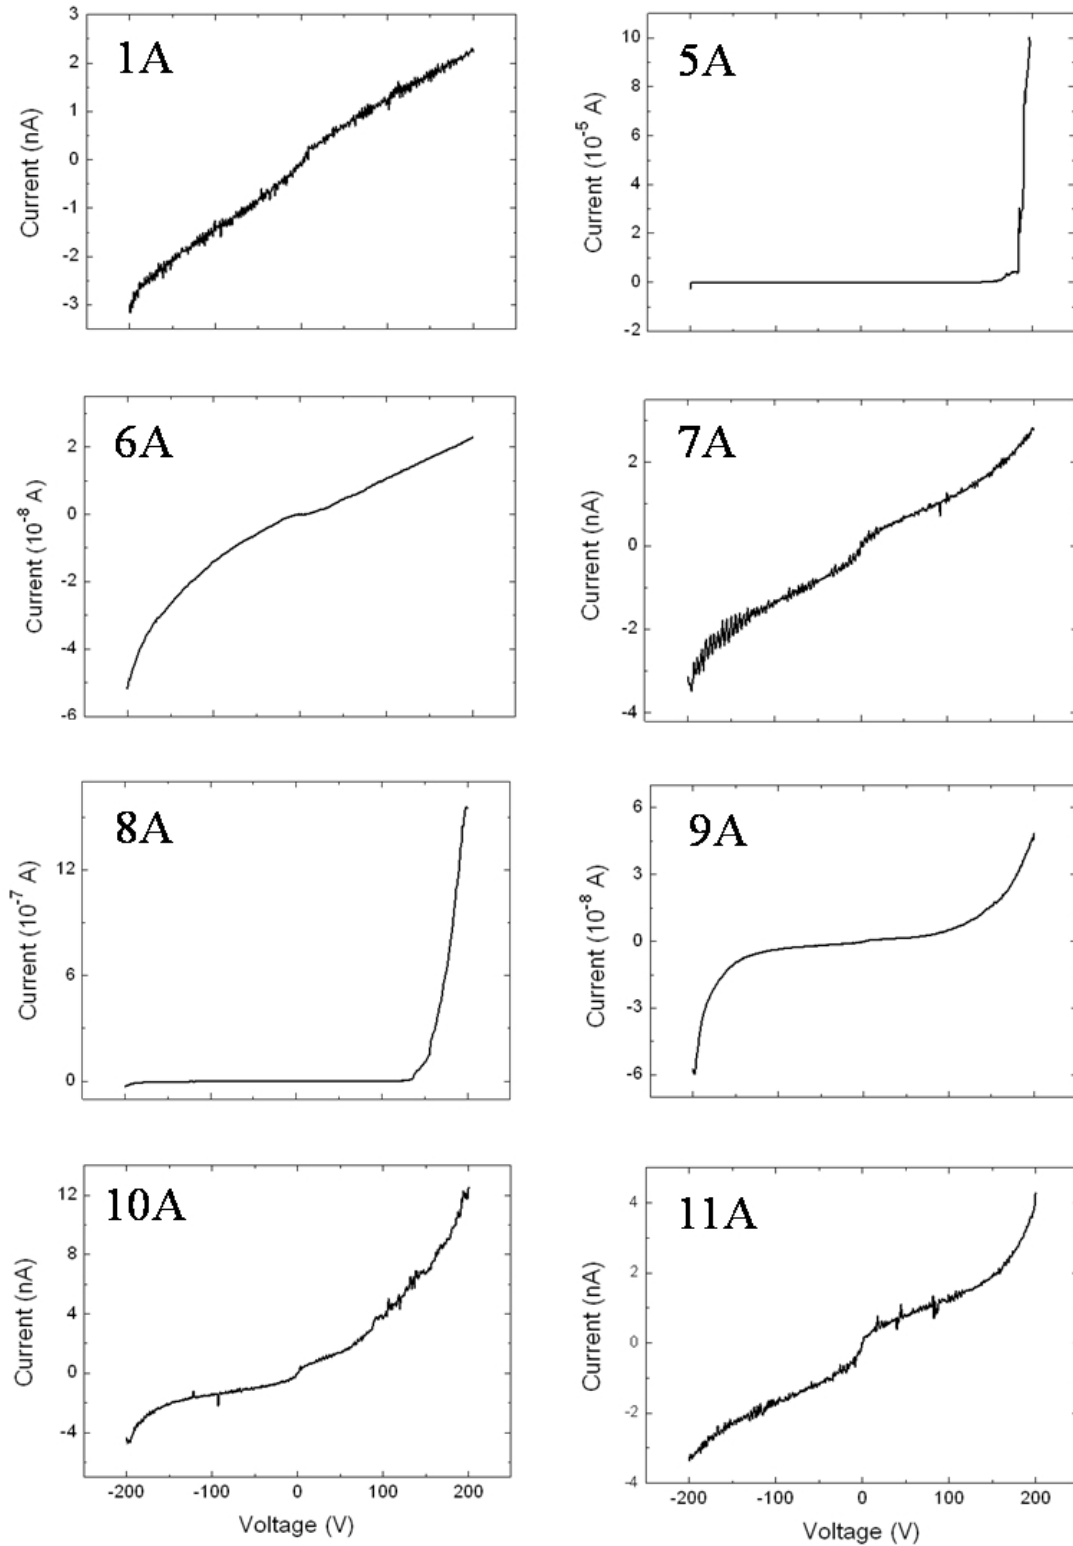 1A
3
2
1
0
-1
-2
-3
Current (nA)
5A
10
8
6
4
2
0
-2
Current (10⁻⁵ A)
6A
2
0
-2
-4
-6
Current (10⁻⁸ A)
7A
2
0
-2
-4
Current (nA)
8A
12
6
0
Current (10⁻⁷ A)
9A
6
3
0
-3
-6
Current (10⁻⁸ A)
10A
12
8
4
0
-4
Current (nA)
-200 -100 0 100 200
Voltage (V)
11A
4
2
0
-2
-4
Current (nA)
-200 -100 0 100 200
Voltage (V)